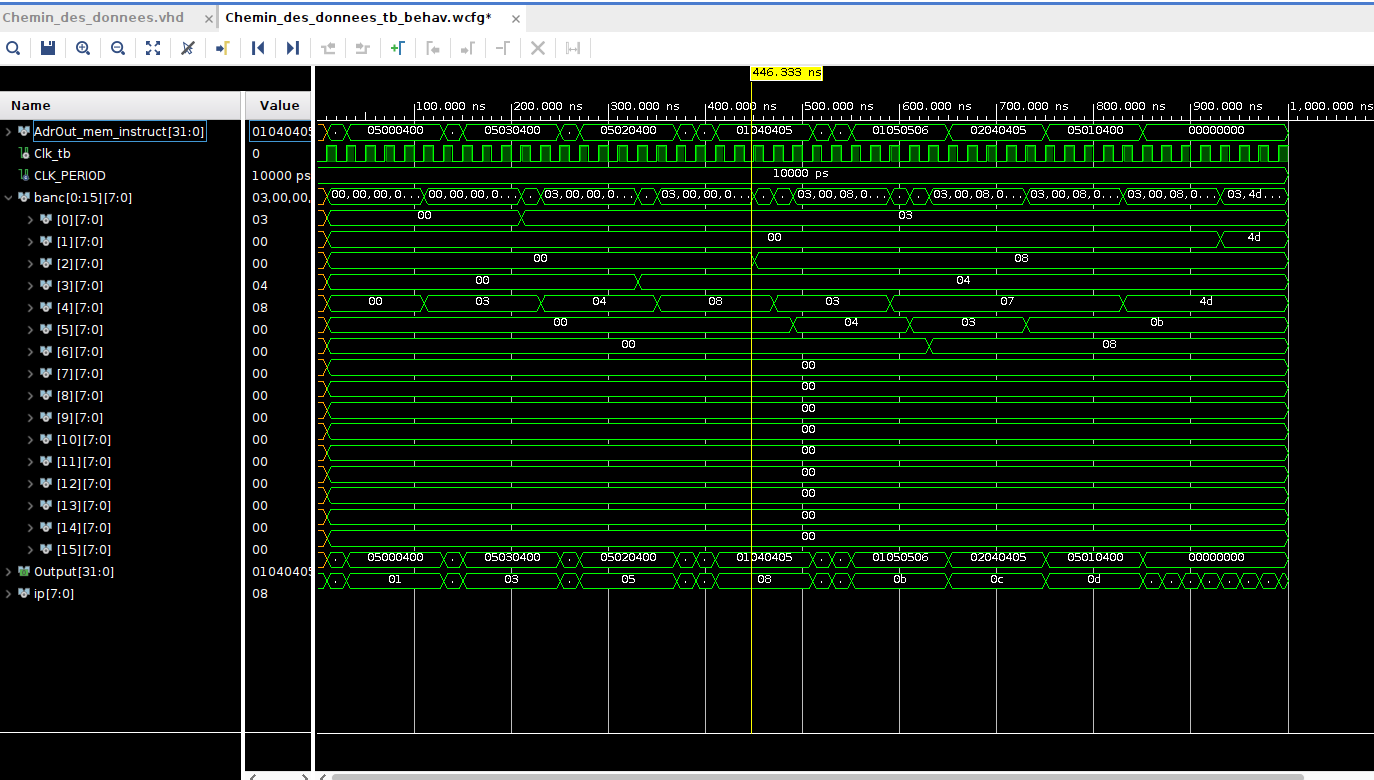 Chemin_des_donnees.vhd × Chemin_des_donnees_tb_behav.wcfg* ×
446.333 ns
Name Value
100.000 ns 200.000 ns 300.000 ns 400.000 ns 500.000 ns 600.000 ns 700.000 ns 800.000 ns 900.000 ns 1,000.000 ns
AdrOut_mem_instruct[31:0] 01040405 05000400 05030400 05020400 01040405 01050506 02040405 05010400 00000000
Clk_tb 0
CLK_PERIOD 10000 ps 10000 ps
banc[0:15][7:0] 03,00,00, 00,00,00,0... 00,00,00,0... 03,00,00,0... 03,00,00,0... 03,00,08,0... 03,00,08,0... 03,00,08,0... 03,00,08,0... 03,4d...
[0][7:0] 03 00 03
[1][7:0] 00 00 4d
[2][7:0] 00 00 08
[3][7:0] 04 00 04
[4][7:0] 08 00 03 04 08 03 07 4d
[5][7:0] 00 00 04 03 0b
[6][7:0] 00 00 08
[7][7:0] 00 00
[8][7:0] 00 00
[9][7:0] 00 00
[10][7:0] 00 00
[11][7:0] 00 00
[12][7:0] 00 00
[13][7:0] 00 00
[14][7:0] 00 00
[15][7:0] 00 00
Output[31:0] 01040405 05000400 05030400 05020400 01040405 01050506 02040405 05010400 00000000
ip[7:0] 08 01 03 05 08 0b 0c 0d